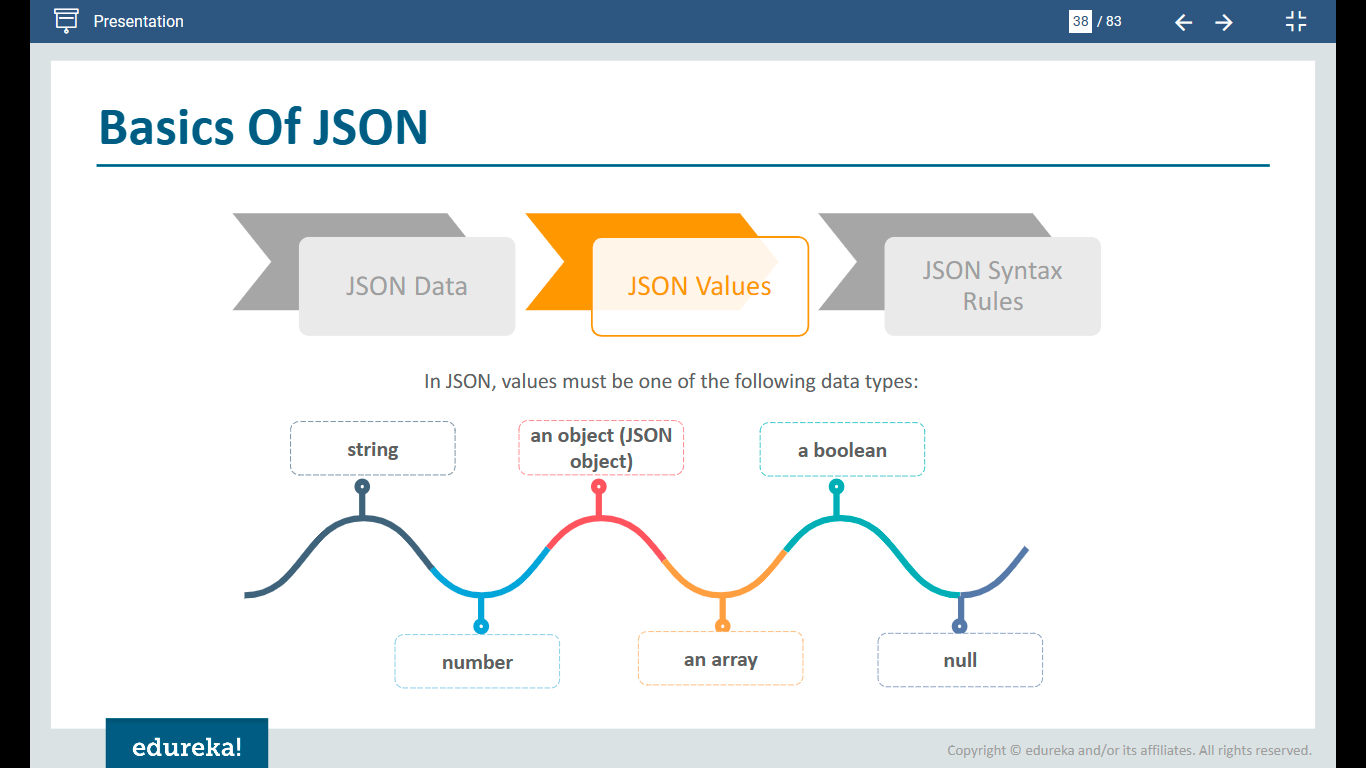 Presentation
38 / 83
Basics Of JSON
JSON Data
JSON Values
JSON Syntax
Rules
In JSON, values must be one of the following data types:
string
an object (JSON
object)
a boolean
number
an array
null
edureka!
Copyright © edureka and/or its affiliates. All rights reserved.